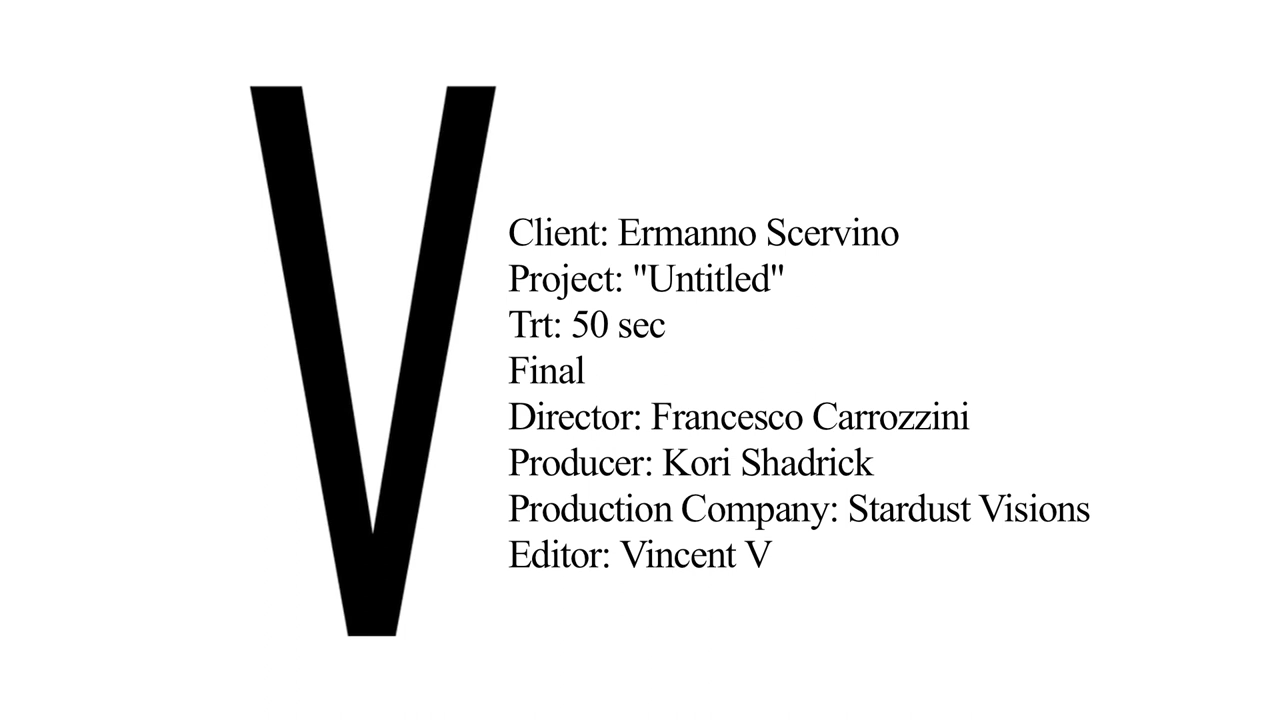 V
Client: Ermanno Scervino
Project: "Untitled"
Trt: 50 sec
Final
Director: Francesco Carrozzini
Producer: Kori Shadrick
Production Company: Stardust Visions
Editor: Vincent V